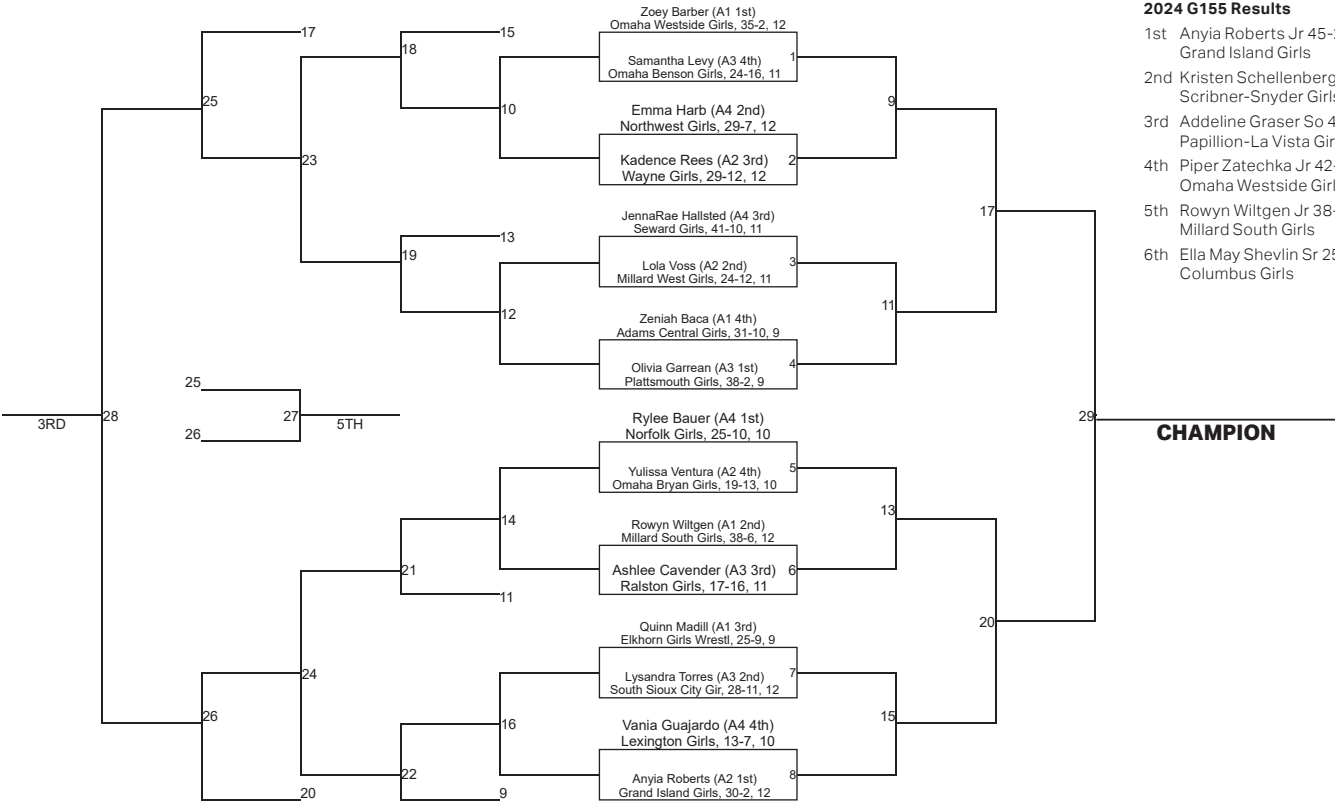 Zoey Barber (A1 1st)
Omaha Westside Girls, 35-2, 12
Samantha Levy (A3 4th)
Omaha Benson Girls, 24-16, 11
1
Emma Harb (A4 2nd)
Northwest Girls, 29-7, 12
Kadence Rees (A2 3rd)
Wayne Girls, 29-12, 12
2
JennaRae Hallsted (A4 3rd)
Seward Girls, 41-10, 11
Lola Voss (A2 2nd)
Millard West Girls, 24-12, 11
3
Zeniah Baca (A1 4th)
Adams Central Girls, 31-10, 9
Olivia Garrean (A3 1st)
Plattsmouth Girls, 38-2, 9
4
Rylee Bauer (A4 1st)
Norfolk Girls, 25-10, 10
Yulissa Ventura (A2 4th)
Omaha Bryan Girls, 19-13, 10
5
Rowyn Wiltgen (A1 2nd)
Millard South Girls, 38-6, 12
Ashlee Cavender (A3 3rd)
Ralston Girls, 17-16, 11
6
Quinn Madill (A1 3rd)
Elkhorn Girls Wrestl, 25-9, 9
Lysandra Torres (A3 2nd)
South Sioux City Gir, 28-11, 12
7
Vania Guajardo (A4 4th)
Lexington Girls, 13-7, 10
Anyia Roberts (A2 1st)
Grand Island Girls, 30-2, 12
8
9
11
13
15
17
20
29
CHAMPION
17
18
15
25
10
23
13
19
12
25
28
27
3RD
5TH
26
14
21
11
24
26
16
22
20
9
2024 G155 Results
1st Anyia Roberts Jr 45-
Grand Island Girls
2nd Kristen Schellenberg
Scribner-Snyder Girls
3rd Addeline Graser So 4
Papillion-La Vista Gir
4th Piper Zatechka Jr 42-
Omaha Westside Girl
5th Rowyn Wiltgen Jr 38-
Millard South Girls
6th Ella May Shevlin Sr 25
Columbus Girls